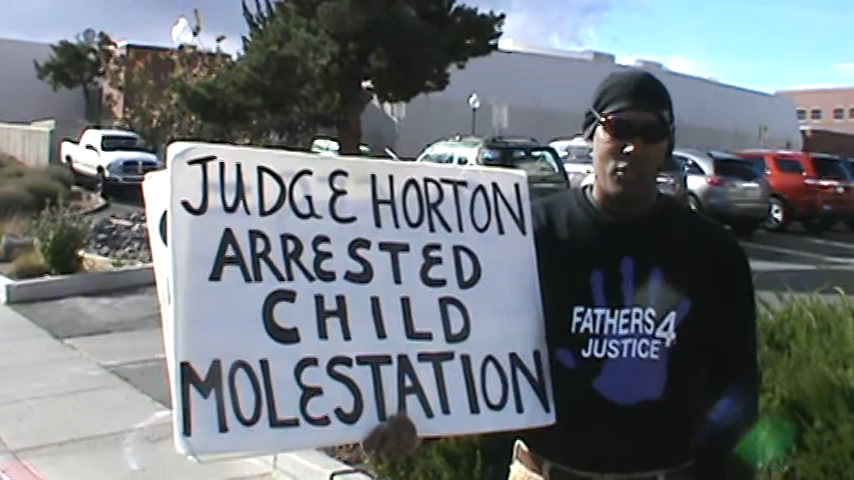 JUDGE HORTON
ARRESTED
CHILD
MOLESTATION
FATHERS 4
JUSTICE